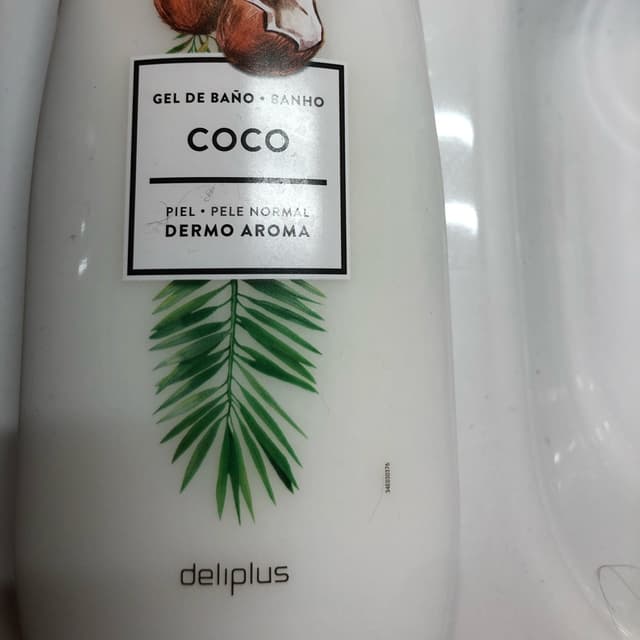 GEL DE BAÑO • BANHO
COCO
PIEL • PELE NORMAL
DERMO AROMA
deliplus